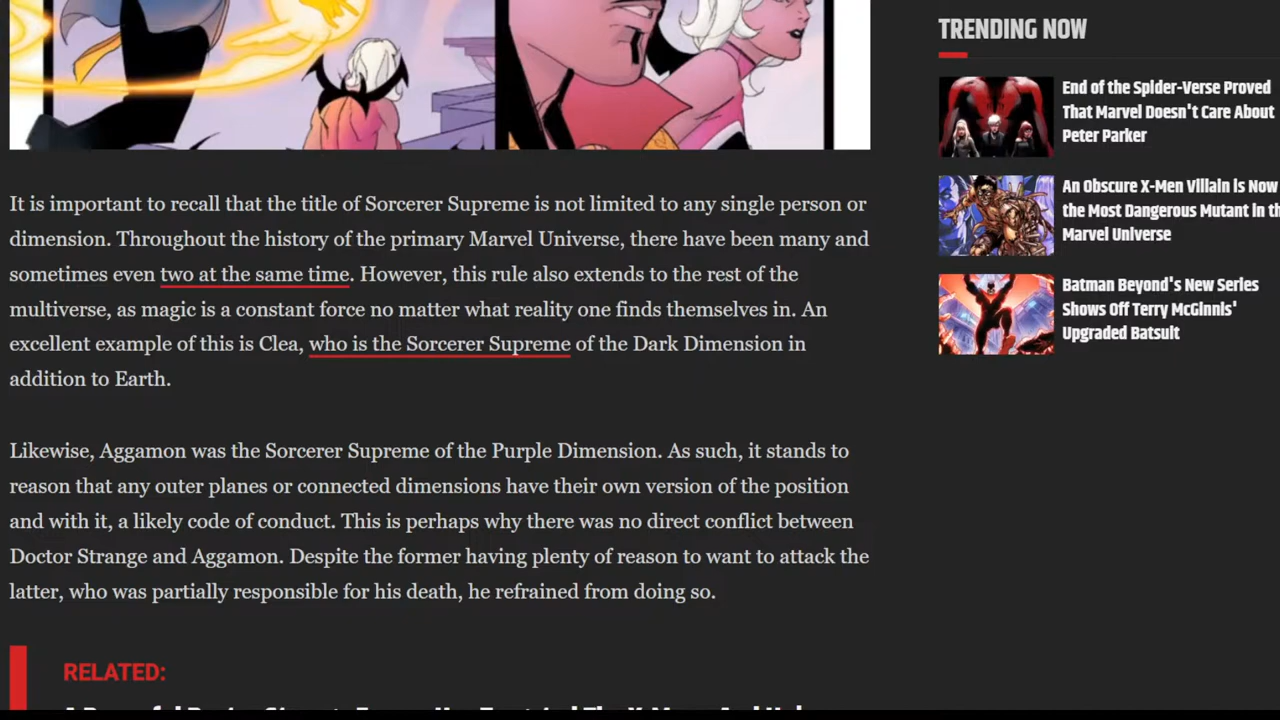 It is important to recall that the title of Sorcerer Supreme is not limited to any single person or
dimension. Throughout the history of the primary Marvel Universe, there have been many and
sometimes even two at the same time. However, this rule also extends to the rest of the
multiverse, as magic is a constant force no matter what reality one finds themselves in. An
excellent example of this is Clea, who is the Sorcerer Supreme of the Dark Dimension in
addition to Earth.
Likewise, Aggamon was the Sorcerer Supreme of the Purple Dimension. As such, it stands to
reason that any outer planes or connected dimensions have their own version of the position
and with it, a likely code of conduct. This is perhaps why there was no direct conflict between
Doctor Strange and Aggamon. Despite the former having plenty of reason to want to attack the
latter, who was partially responsible for his death, he refrained from doing so.
RELATED:
TRENDING NOW
End of the Spider-Verse Proved
That Marvel Doesn't Care About
Peter Parker
An Obscure X-Men Villain is Now
the Most Dangerous Mutant in
Marvel Universe
Batman Beyond's New Series
Shows Off Terry McGinnis'
Upgraded Batsuit